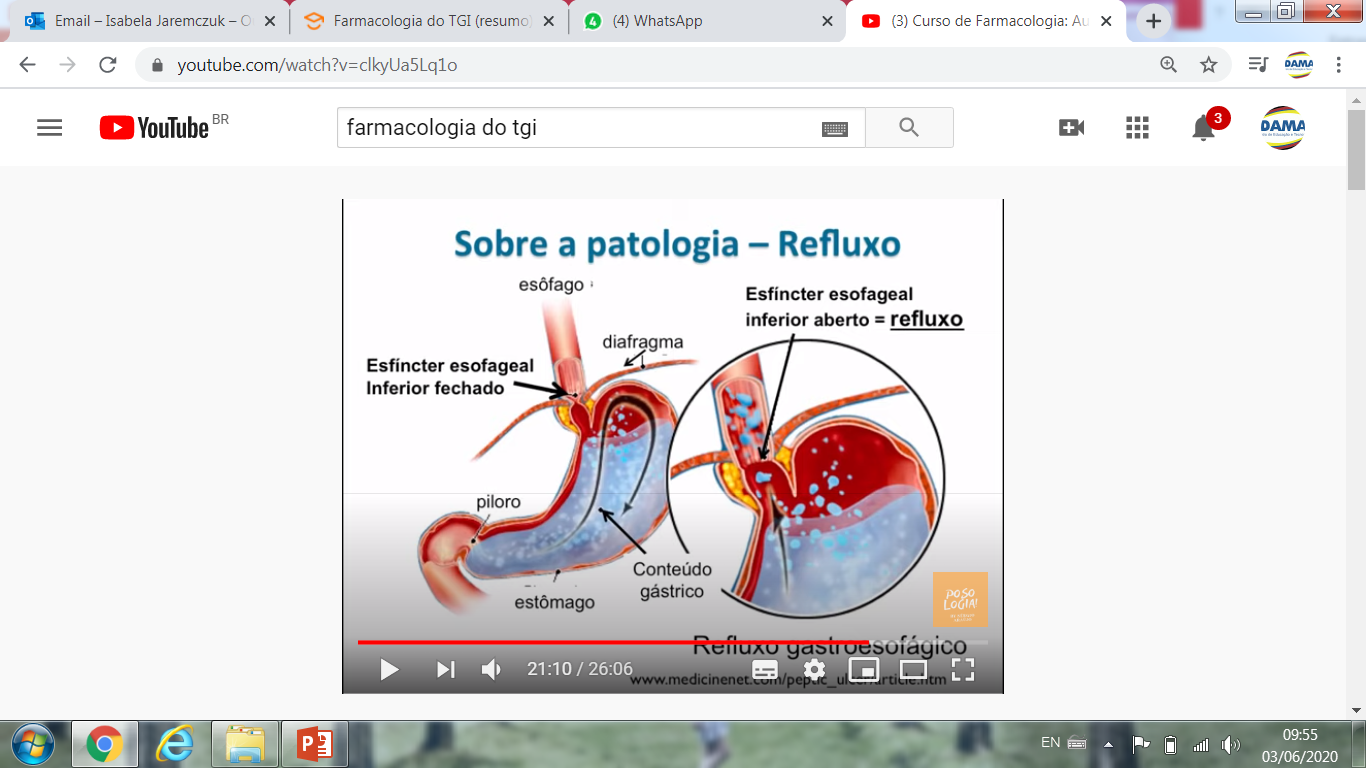 Email – Isabela Jaremczuk – O
Farmacologia do TGI (resumo)
(4) WhatsApp
(3) Curso de Farmacologia: Au
youtube.com/watch?v=clkyUa5Lq1o
DAMA
YouTube BR
farmacologia do tgi
3
DAMA
Sobre a patologia – Refluxo
esôfago
Esfíncter esofageal
inferior aberto = refluxo
diafragma
Esfíncter esofageal
Inferior fechado
piloro
Conteúdo
gástrico
estômago
POSO
LOGIA!
Refluxo gastroesofágico
21:10 / 26:06
www.medicinenet.com/peptic_ulcer/article.htm
EN
09:55
03/06/2020